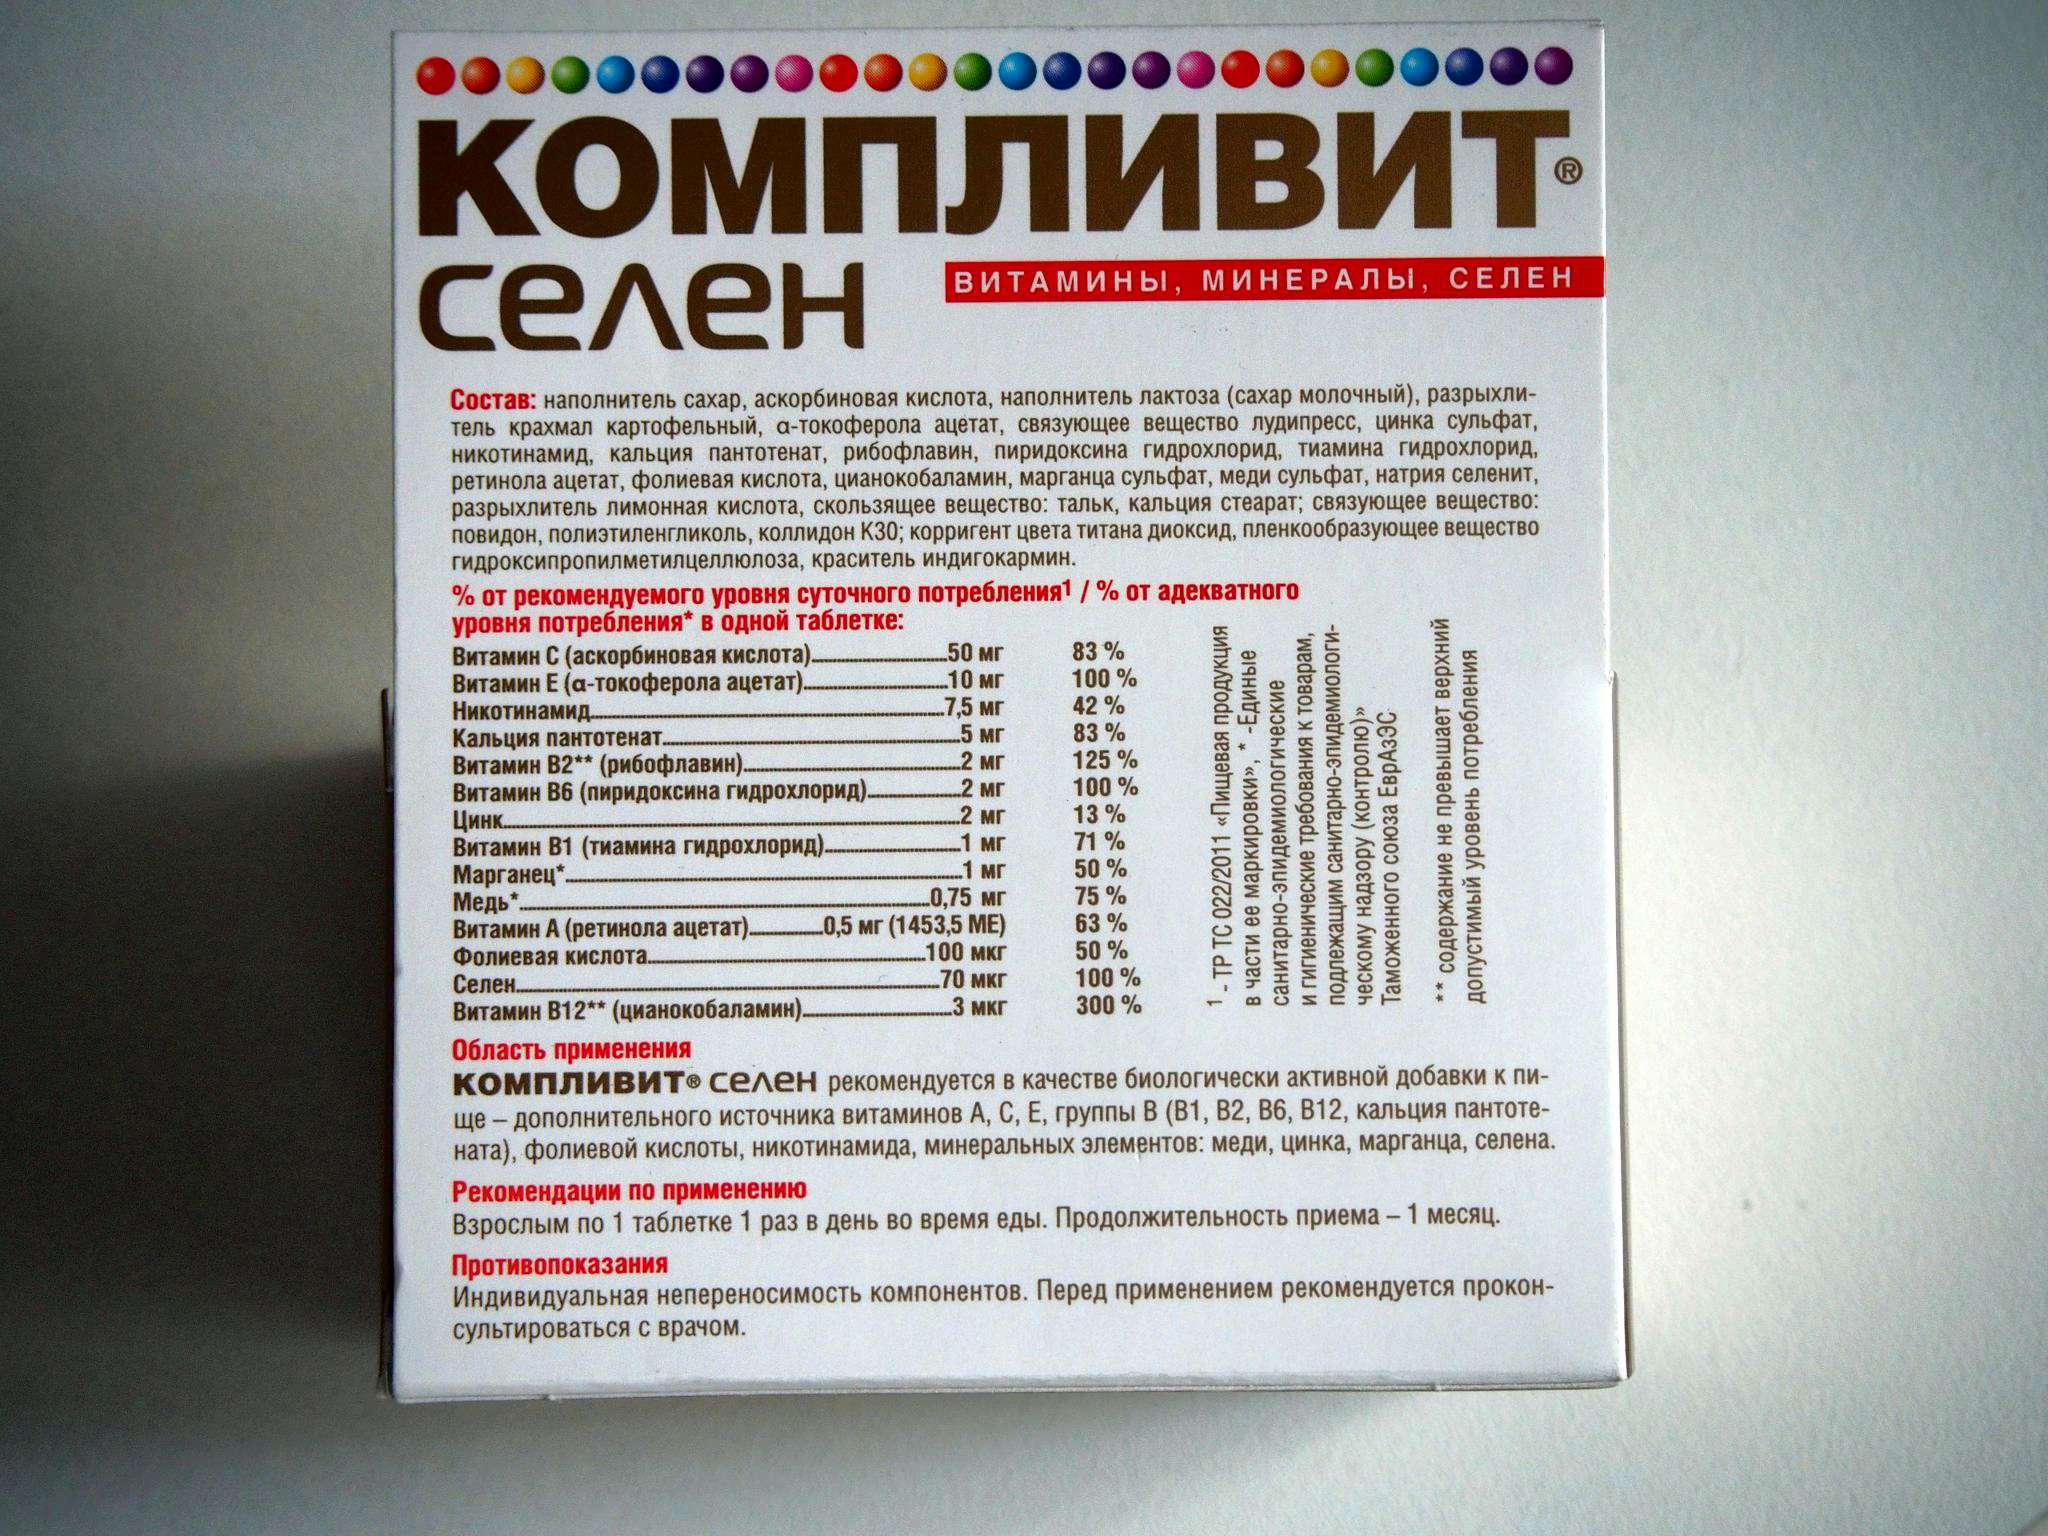 КОМПЛИВИТ®
селен
ВИТАМИНЫ, МИНЕРАЛЫ, СЕЛЕН
Состав: наполнитель сахар, аскорбиновая кислота, наполнитель лактоза (сахар молочный), разрыхли-
тель крахмал картофельный, α-токоферола ацетат, связующее вещество лудипресс, цинка сульфат,
никотинамид, кальция пантотенат, рибофлавин, пиридоксина гидрохлорид, тиамина гидрохлорид,
ретинола ацетат, фолиевая кислота, цианокобаламин, марганца сульфат, меди сульфат, натрия селенит,
разрыхлитель лимонная кислота, скользящее вещество: тальк, кальция стеарат; связующее вещество:
повидон, полиэтиленгликоль, коллидон К30; корригент цвета титана диоксид, пленкообразующее вещество
гидроксипропилметилцеллюлоза, краситель индигокармин.
% от рекомендуемого уровня суточного потребления¹ / % от адекватного
уровня потребления* в одной таблетке:
Витамин С (аскорбиновая кислота) 50 мг 83 %
Витамин Е (α-токоферола ацетат) 10 мг 100 %
Никотинамид 7,5 мг 42 %
Кальция пантотенат 5 мг 83 %
Витамин В2** (рибофлавин) 2 мг 125 %
Витамин В6 (пиридоксина гидрохлорид) 2 мг 100 %
Цинк 2 мг 13 %
Витамин В1 (тиамина гидрохлорид) 1 мг 71 %
Марганец* 1 мг 50 %
Медь* 0,75 мг 75 %
Витамин А (ретинола ацетат) 0,5 мг (1453,5 МЕ) 63 %
Фолиевая кислота 100 мкг 50 %
Селен 70 мкг 100 %
Витамин В12** (цианокобаламин) 3 мкг 300 %
¹ - ТР ТС 022/2011 «Пищевая продукция
в части ее маркировки», * -Единые
санитарно-эпидемиологические
и гигиенические требования к товарам,
подлежащим санитарно-эпидемиологи-
ческому надзору (контролю)»
Таможенного союза ЕврАзЭС
** содержание не превышает верхний
допустимый уровень потребления
Область применения
КОМПЛИВИТ® селен рекомендуется в качестве биологически активной добавки к пи-
ще – дополнительного источника витаминов А, С, Е, группы В (В1, В2, В6, В12, кальция пантоте-
ната), фолиевой кислоты, никотинамида, минеральных элементов: меди, цинка, марганца, селена.
Рекомендации по применению
Взрослым по 1 таблетке 1 раз в день во время еды. Продолжительность приема – 1 месяц.
Противопоказания
Индивидуальная непереносимость компонентов. Перед применением рекомендуется прокон-
сультироваться с врачом.